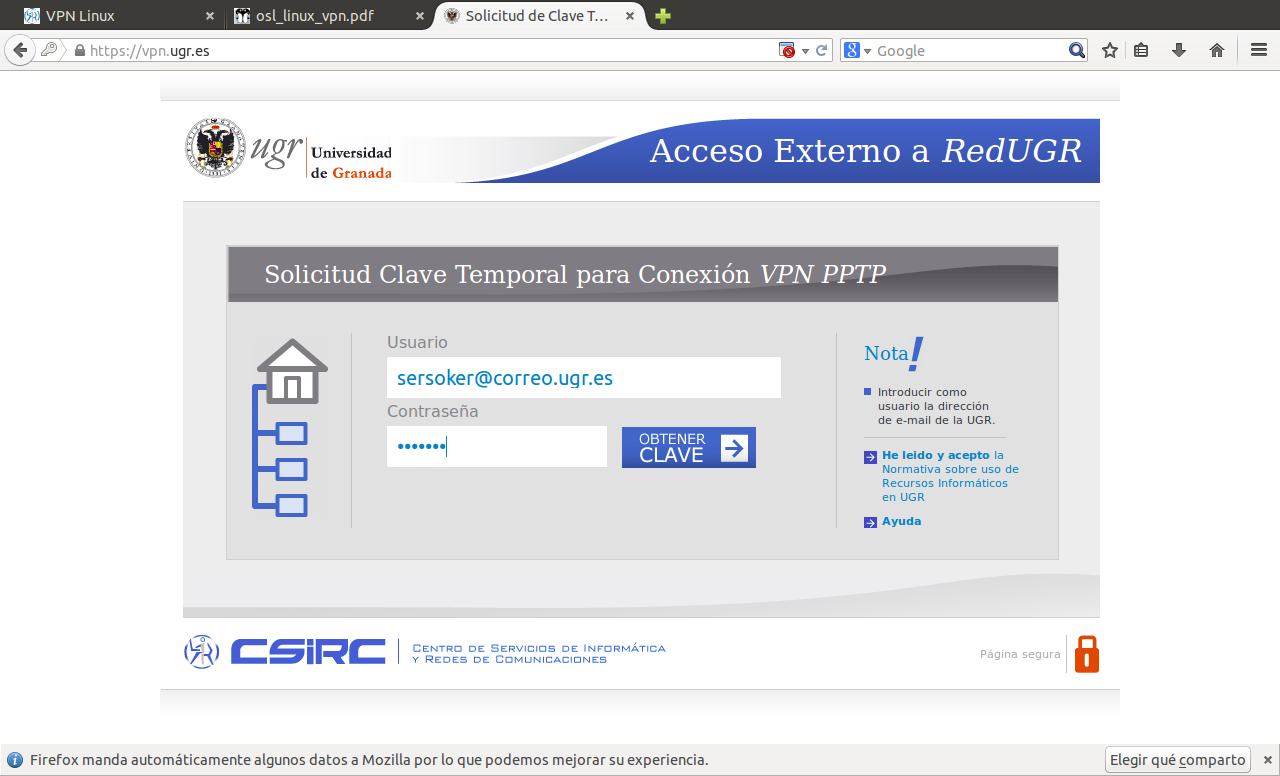 VPN Linux
osl_linux_vpn.pdf
Solicitud de Clave T...
https://vpn.ugr.es
Google
ugr Universidad
de Granada
Acceso Externo a RedUGR
Solicitud Clave Temporal para Conexión VPN PPTP
Usuario
sersoker@correo.ugr.es
Contraseña
•••••••
OBTENER
CLAVE
Nota!
Introducir como
usuario la dirección
de e-mail de la UGR.
He leido y acepto la
Normativa sobre uso de
Recursos Informáticos
en UGR
Ayuda
CSIRC
Centro de Servicios de Informática
y Redes de Comunicaciones
Página segura
Firefox manda automáticamente algunos datos a Mozilla por lo que podemos mejorar su experiencia.
Elegir qué comparto